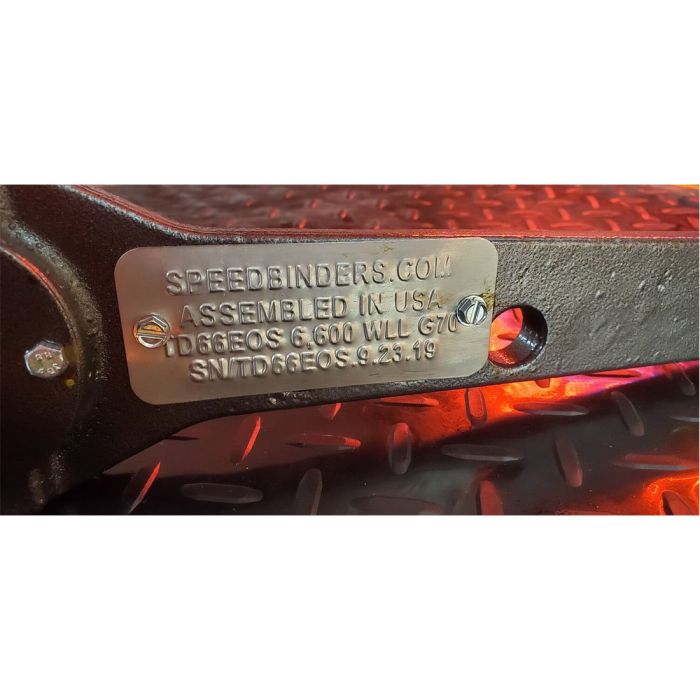 SPEEDBINDERS.COM
ASSEMBLED IN USA
TD66EOS 6,600 WLL G70
SN/TD66EOS.9.23.19